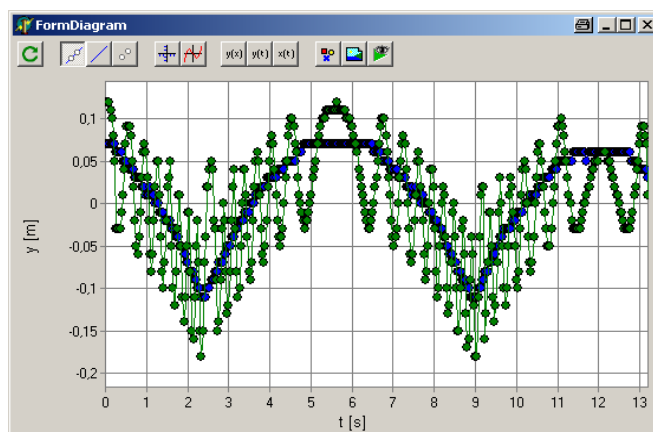 FormDiagram
y(x) y(t) x(t)
0,1
0,05
0
-0,05
-0,1
-0,15
-0,2
y [m]
0 1 2 3 4 5 6 7 8 9 10 11 12 13
t [s]